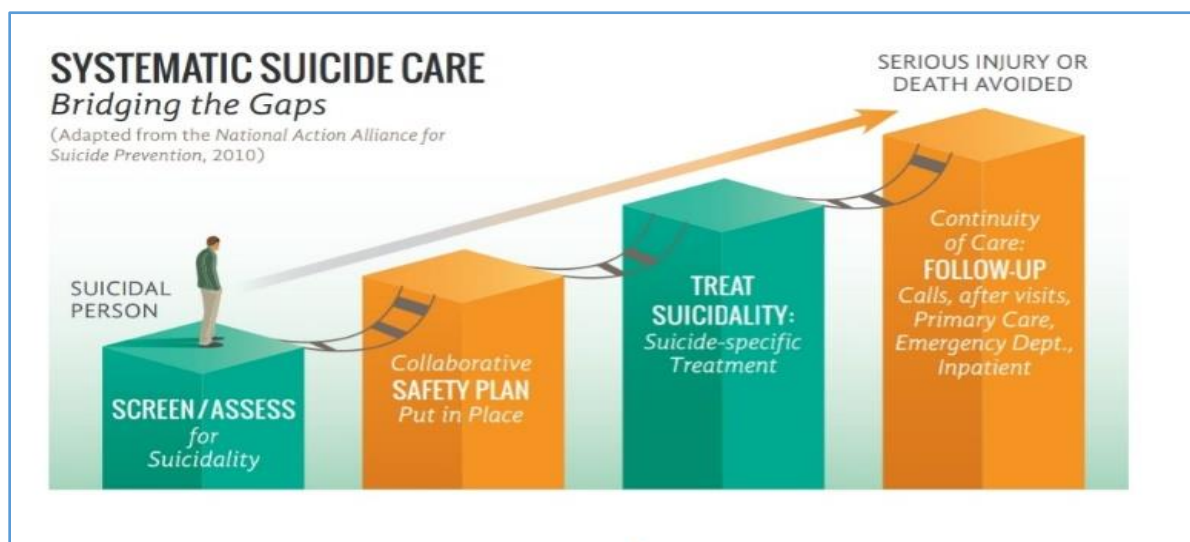 SYSTEMATIC SUICIDE CARE
Bridging the Gaps
(Adapted from the National Action Alliance for
Suicide Prevention, 2010)
SERIOUS INJURY OR
DEATH AVOIDED
SUICIDAL
PERSON
SCREEN/ASSESS
for
Suicidality
Collaborative
SAFETY PLAN
Put in Place
TREAT
SUICIDALITY:
Suicide-specific
Treatment
Continuity
of Care:
FOLLOW-UP
Calls, after visits,
Primary Care,
Emergency Dept.,
Inpatient